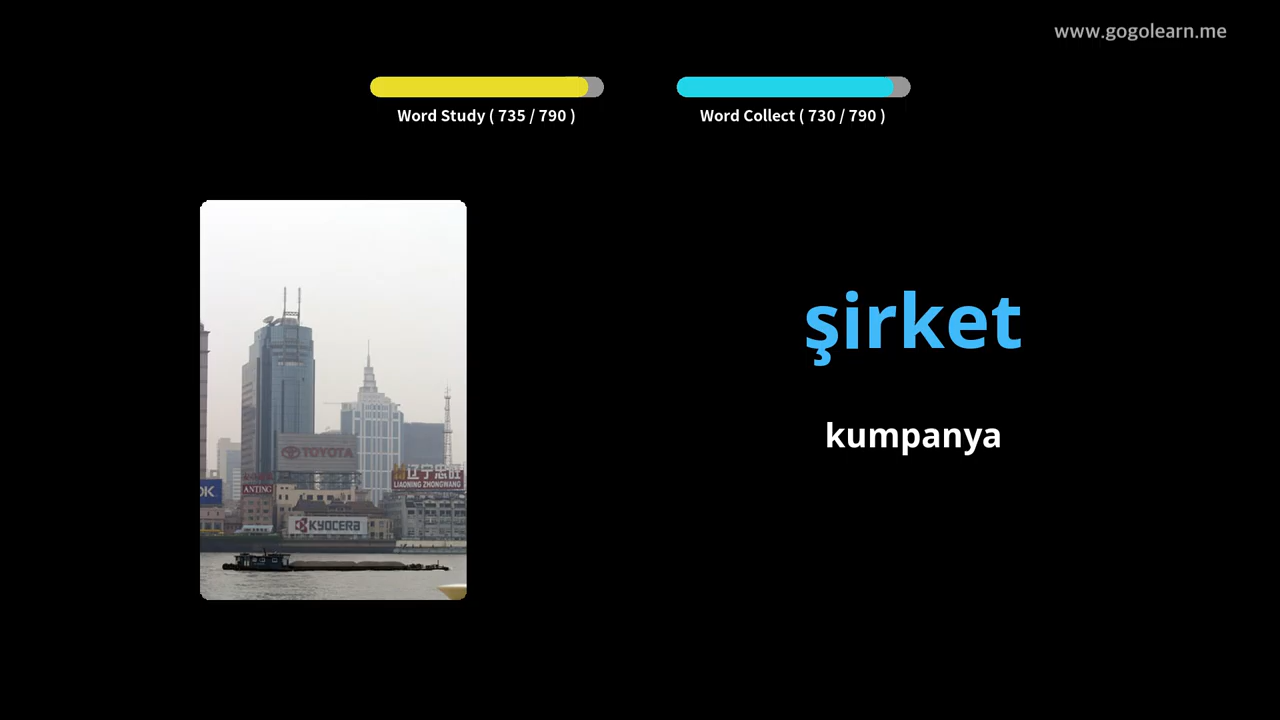 www.gogolearn.me
Word Study ( 735 / 790 )
Word Collect ( 730 / 790 )
şirket
kumpanya
TOYOTA
辽宁忠旺
LIAONING ZHONGWANG
OK
ANTING
KYOCERA